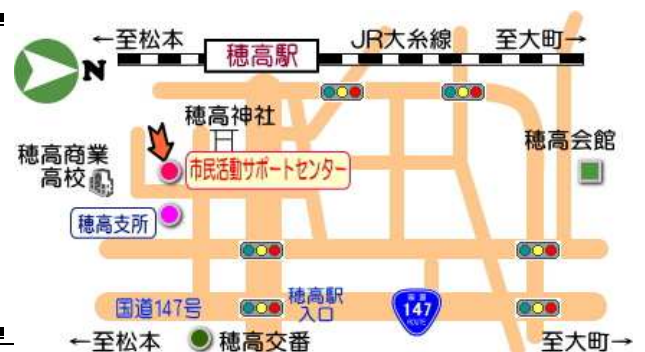 ←至松本
穂高駅
JR大糸線
至大町→
N
穂高神社
穂高会館
穂高商業
高校
市民活動サポートセンター
穂高支所
国道147号
穂高駅
入口
147
ROUTE
←至松本
穂高交番
至大町→